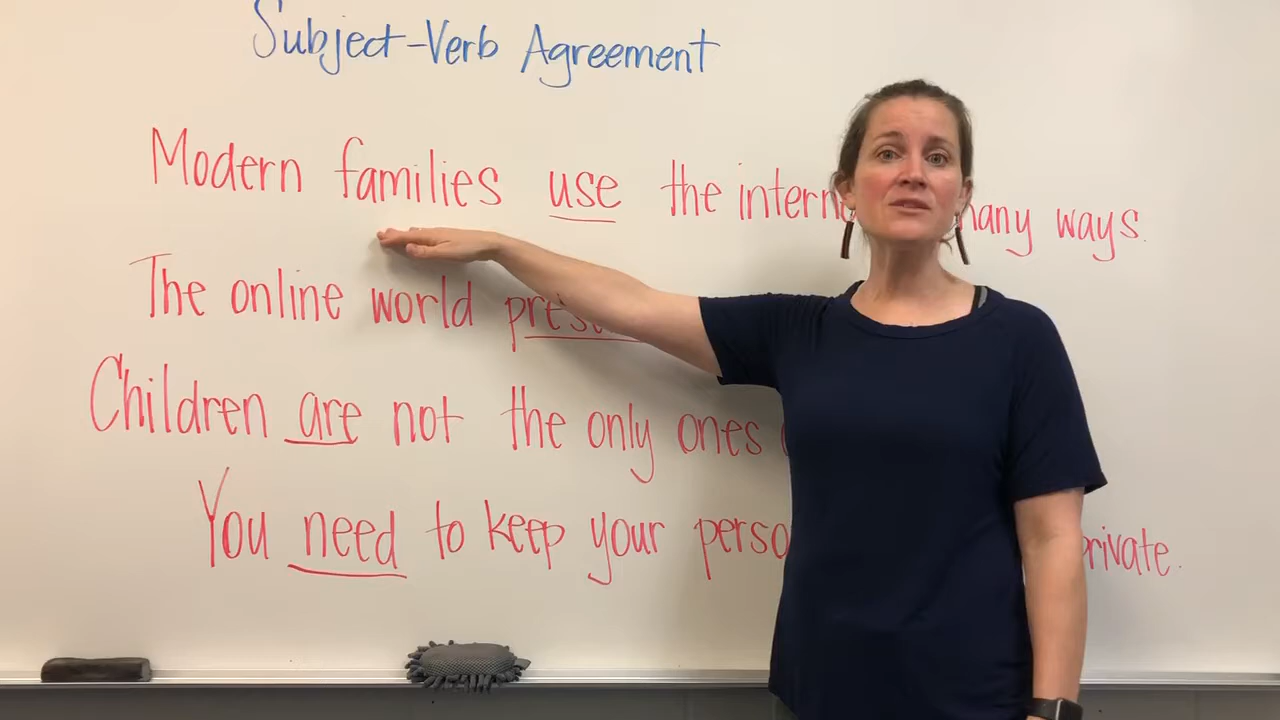 Subject-Verb Agreement
Modern families use the intern many ways.
The online world pres
Children are not the only ones
You need to keep your perso private.